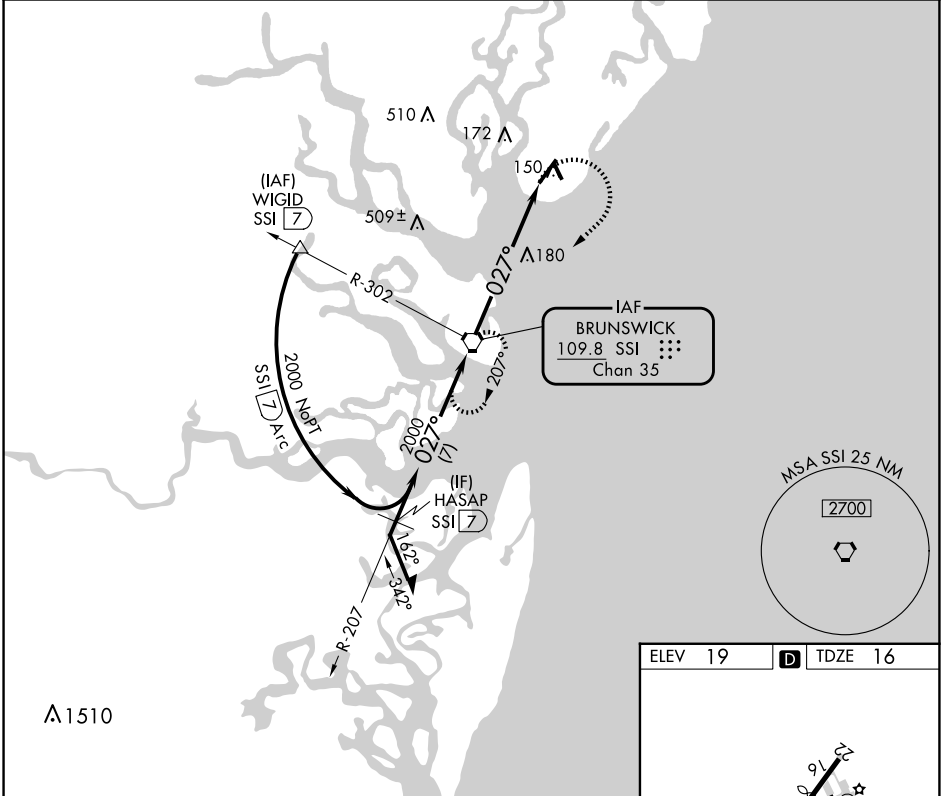 510
172
150
(IAF)
WIGID
SSI 7
509±
180
027°
R-302
IAF
BRUNSWICK
109.8 SSI
Chan 35
207°
2000 NoPT
SSI 7 Arc
2000
027°
(7)
(IF)
HASAP
SSI 7
MSA SSI 25 NM
2700
162°
342°
R-207
1510
ELEV 19 D TDZE 16
22
16